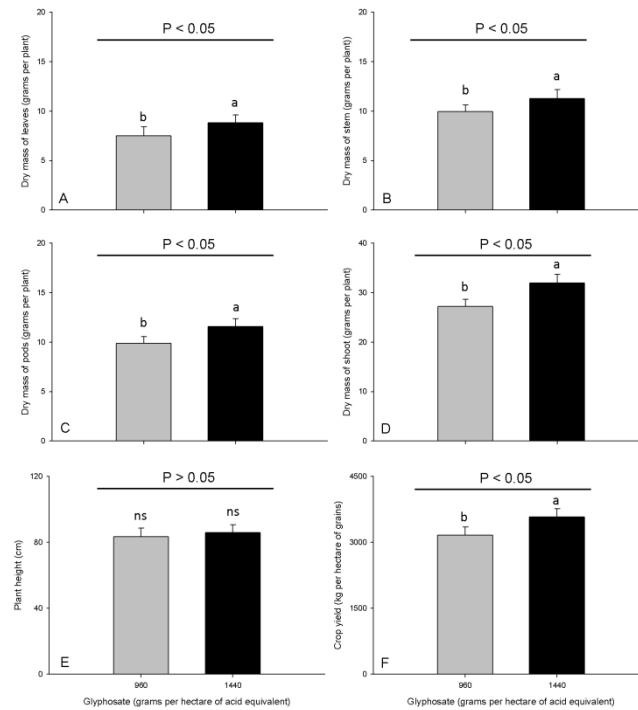 P < 0.05
20
15
10
5
0
Dry mass of leaves (grams per plant)
b
a
A
P < 0.05
20
15
10
5
0
Dry mass of stem (grams per plant))
b
a
B
P < 0.05
20
15
10
5
0
Dry mass of pods (grams per plant)
b
a
C
P < 0.05
40
30
20
10
0
Dry mass of shoot (grams per plant)
b
a
D
P > 0.05
120
80
40
0
Plant height (cm)
ns
ns
E
960
1440
Glyphosate (grams per hectare of acid equivalent)
P < 0.05
4500
3000
1500
0
Crop yield (kg per hectare of grains)
b
a
F
960
1440
Glyphosate (grams per hectare of acid equivalent)